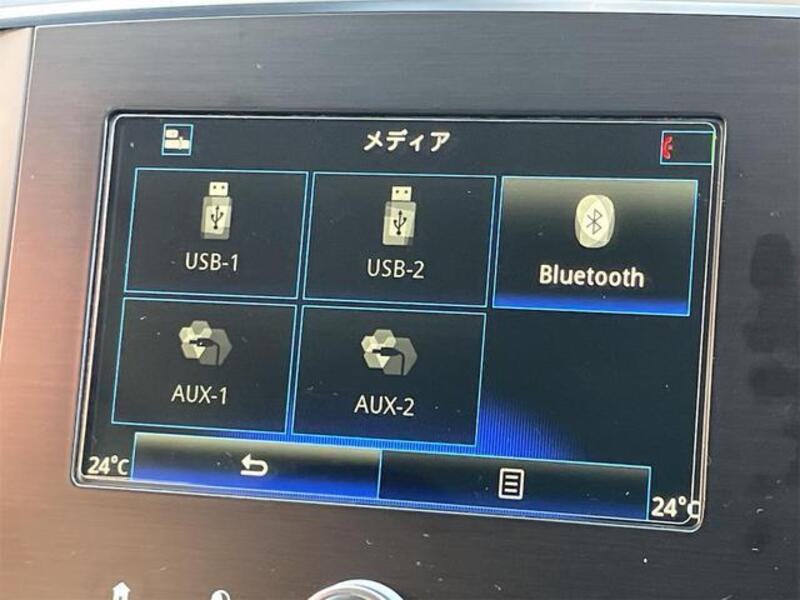 メディア
USB-1
USB-2
Bluetooth
AUX-1
AUX-2
24°C
24°C